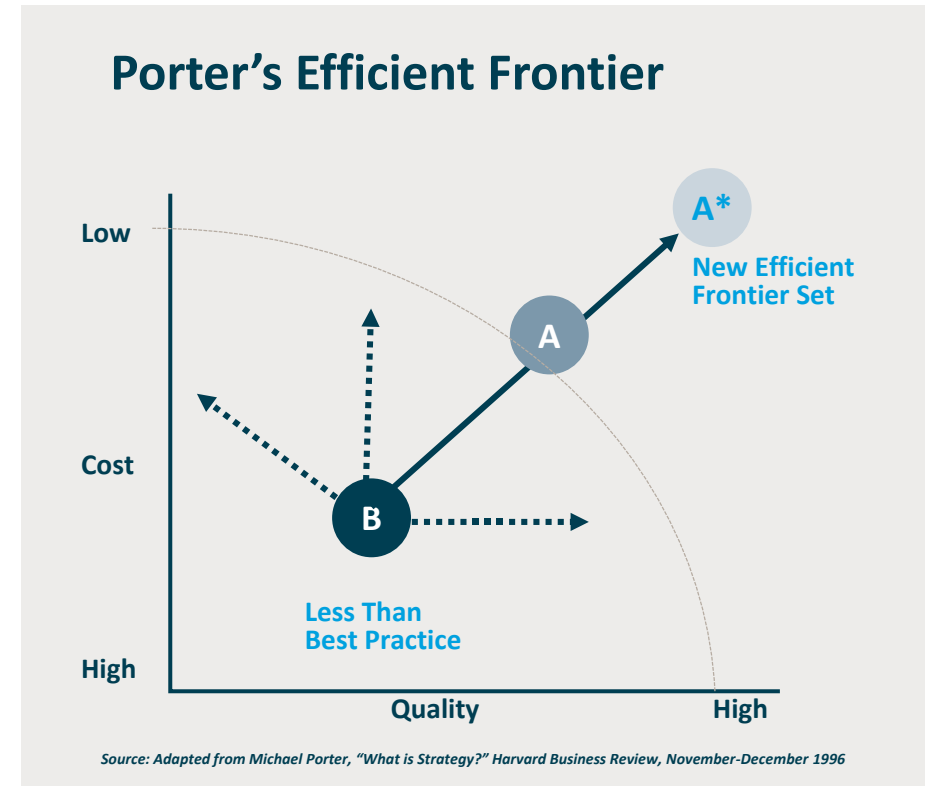 Porter’s Efficient Frontier
A*
Low
New Efficient
Frontier Set
A
Cost
B
Less Than
Best Practice
High
Quality
High
Source: Adapted from Michael Porter, “What is Strategy?” Harvard Business Review, November-December 1996